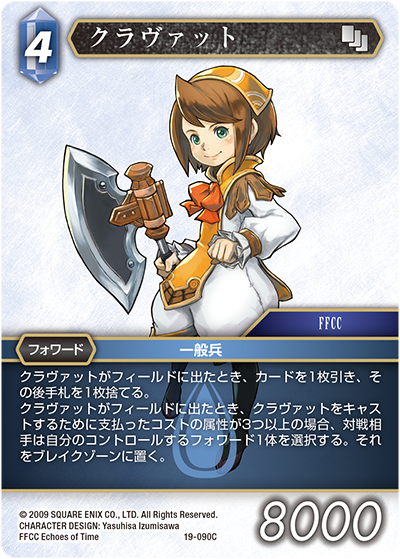 4
クラヴァット
FFCC
フォワード
一般兵
クラヴァットがフィールドに出たとき、カードを1枚引き、そ
の後手札を1枚捨てる。
クラヴァットがフィールドに出たとき、クラヴァットをキャス
トするために支払ったコストの属性が3つ以上の場合、対戦
相手は自分のコントロールするフォワード1体を選択する。それ
をブレイクゾーンに置く。
© 2009 SQUARE ENIX CO., LTD. All Rights Reserved.
CHARACTER DESIGN: Yasuhisa Izumisawa
FFCC Echoes of Time
19-090C
8000